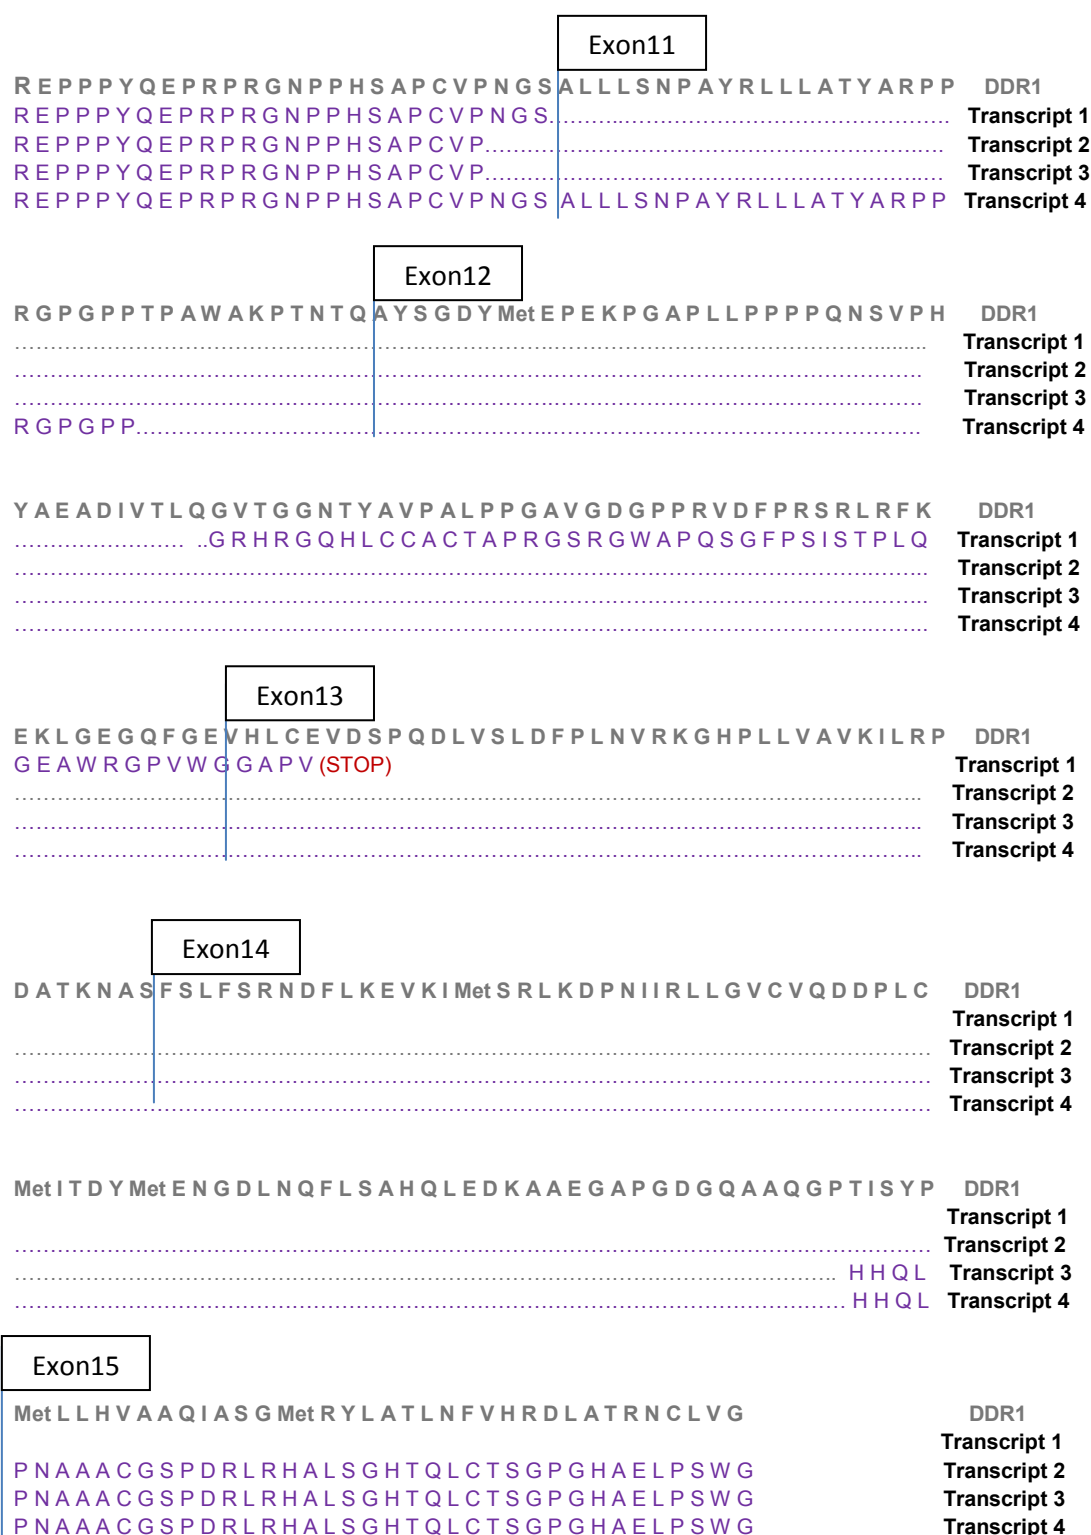 Exon11
R E P P P Y Q E P R P R G N P P H S A P C V P N G S A L L L S N P A Y R L L L A T Y A R P P DDR1
R E P P P Y Q E P R P R G N P P H S A P C V P N G S............................................................ Transcript 1
R E P P P Y Q E P R P R G N P P H S A P C V P...................................................................... Transcript 2
R E P P P Y Q E P R P R G N P P H S A P C V P...................................................................... Transcript 3
R E P P P Y Q E P R P R G N P P H S A P C V P N G S A L L L S N P A Y R L L L A T Y A R P P Transcript 4
Exon12
R G P G P P T P A W A K P T N T Q A Y S G D Y Met E P E K P G A P L L P P P P Q N S V P H DDR1
........................................................................................................ Transcript 1
........................................................................................................ Transcript 2
........................................................................................................ Transcript 3
R G P G P P........................................................................................ Transcript 4
Y A E A D I V T L Q G V T G G N T Y A V P A L P P G A V G D G P P R V D F P R S R L R F K DDR1
........................ ..G R H R G Q H L C C A C T A P R G S R G W A P Q S G F P S I S T P L Q Transcript 1
........................................................................................................ Transcript 2
........................................................................................................ Transcript 3
........................................................................................................ Transcript 4
Exon13
E K L G E G Q F G E V H L C E V D S P Q D L V S L D F P L N V R K G H P L L V A V K I L R P DDR1
G E A W R G P V W G G A P V (STOP) Transcript 1
........................................................................................................ Transcript 2
........................................................................................................ Transcript 3
........................................................................................................ Transcript 4
Exon14
D A T K N A S F S L F S R N D F L K E V K I Met S R L K D P N I I R L L G V C V Q D D P L C DDR1
Transcript 1
........................................................................................................ Transcript 2
........................................................................................................ Transcript 3
........................................................................................................ Transcript 4
Met I T D Y Met E N G D L N Q F L S A H Q L E D K A A E G A P G D G Q A A Q G P T I S Y P DDR1
Transcript 1
........................................................................................................ Transcript 2
................................................................................................ H H Q L Transcript 3
................................................................................................ H H Q L Transcript 4
Exon15
Met L L H V A A Q I A S G Met R Y L A T L N F V H R D L A T R N C L V G DDR1
Transcript 1
P N A A A C G S P D R L R H A L S G H T Q L C T S G P G H A E L P S W G Transcript 2
P N A A A C G S P D R L R H A L S G H T Q L C T S G P G H A E L P S W G Transcript 3
P N A A A C G S P D R L R H A L S G H T Q L C T S G P G H A E L P S W G Transcript 4